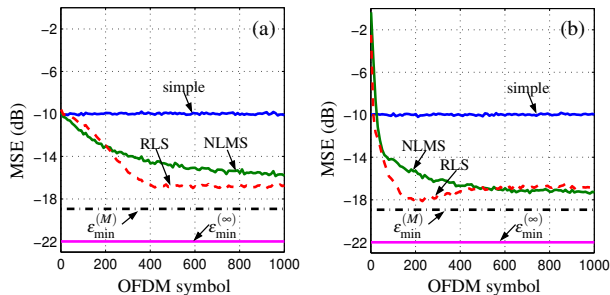 (a)
−2
−6
−10
−14
−18
−22
MSE (dB)
simple
RLS
NLMS
ε_min^(M)
ε_min^(∞)
0 200 400 600 800 1000
OFDM symbol
(b)
−2
−6
−10
−14
−18
−22
MSE (dB)
simple
NLMS
RLS
ε_min^(M)
ε_min^(∞)
0 200 400 600 800 1000
OFDM symbol